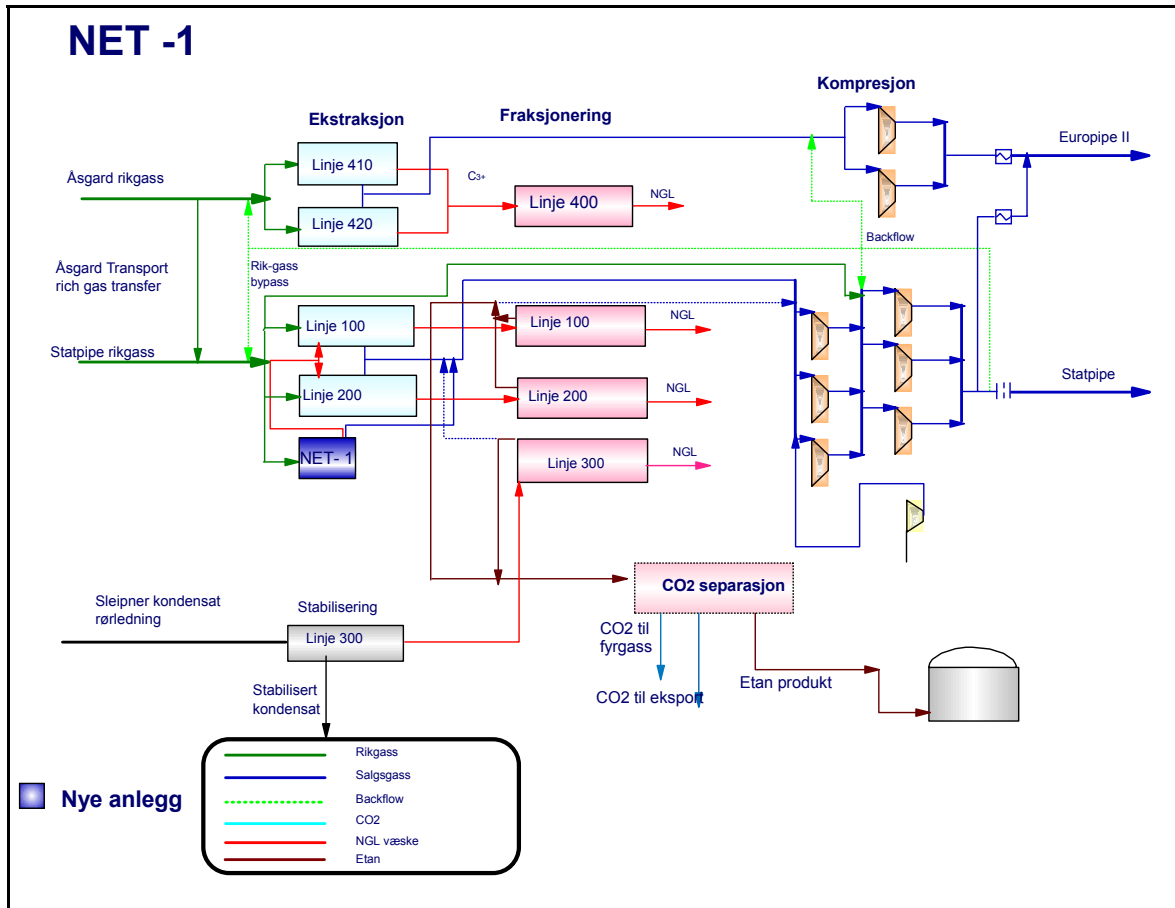 NET -1
Kompresjon
Ekstraksjon
Fraksjonering
Linje 410
Europipe II
Åsgard rikgass
C3+
Linje 400
NGL
Linje 420
Backflow
Åsgard Transport
rich gas transfer
Rik-gass
bypass
Linje 100
Linje 100
NGL
Statpipe rikgass
Statpipe
Linje 200
Linje 200
NGL
NET- 1
Linje 300
NGL
CO2 separasjon
Sleipner kondensat
rørledning
Stabilisering
Linje 300
CO2 til
fyrgass
Etan produkt
CO2 til eksport
Stabilisert
kondensat
Rikgass
Salgsgass
Backflow
CO2
NGL væske
Etan
Nye anlegg